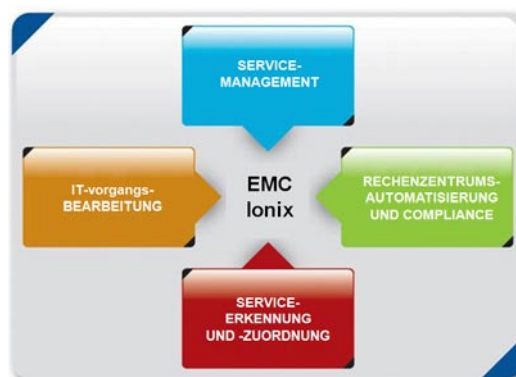 SERVICE-
MANAGEMENT
IT-vorgangs-
BEARBEITUNG
EMC
Ionix
RECHENZENTRUMS-
AUTOMATISIERUNG
UND COMPLIANCE
SERVICE-
ERKENNUNG
UND -ZUORDNUNG